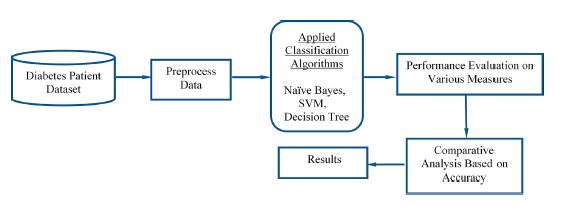 Diabetes Patient
Dataset
Preprocess
Data
Applied
Classification
Algorithms
Naïve Bayes,
SVM,
Decision Tree
Performance Evaluation on
Various Measures
Comparative
Analysis Based on
Accuracy
Results